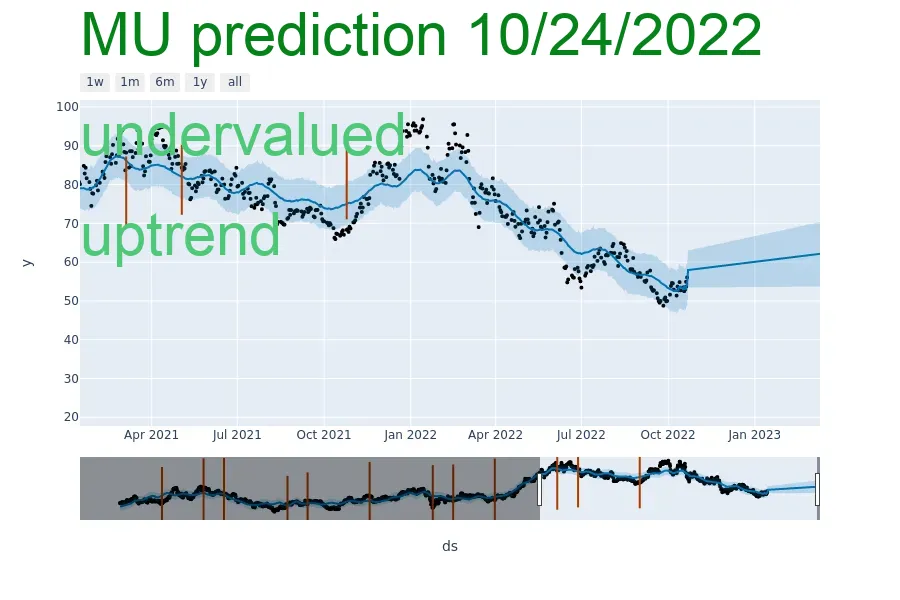 MU prediction 10/24/2022
1w 1m 6m 1y all
100
undervalued
90
80
70
uptrend
60
y
50
40
30
20
Apr 2021 Jul 2021 Oct 2021 Jan 2022 Apr 2022 Jul 2022 Oct 2022 Jan 2023
ds